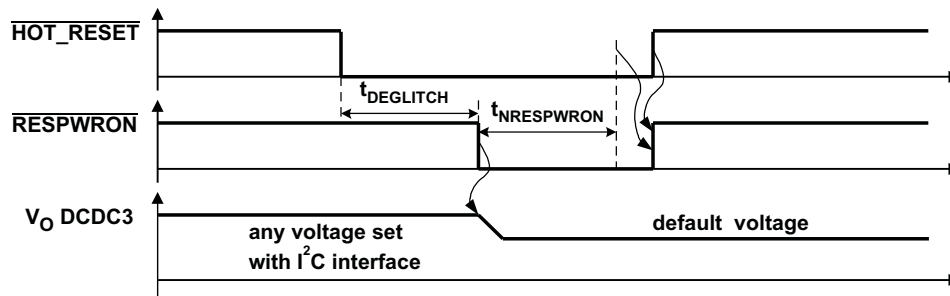 HOT_RESET
t_DEGLITCH
RESPWRON
t_NRESPWRON
V_O DCDC3
any voltage set
with I²C interface
default voltage